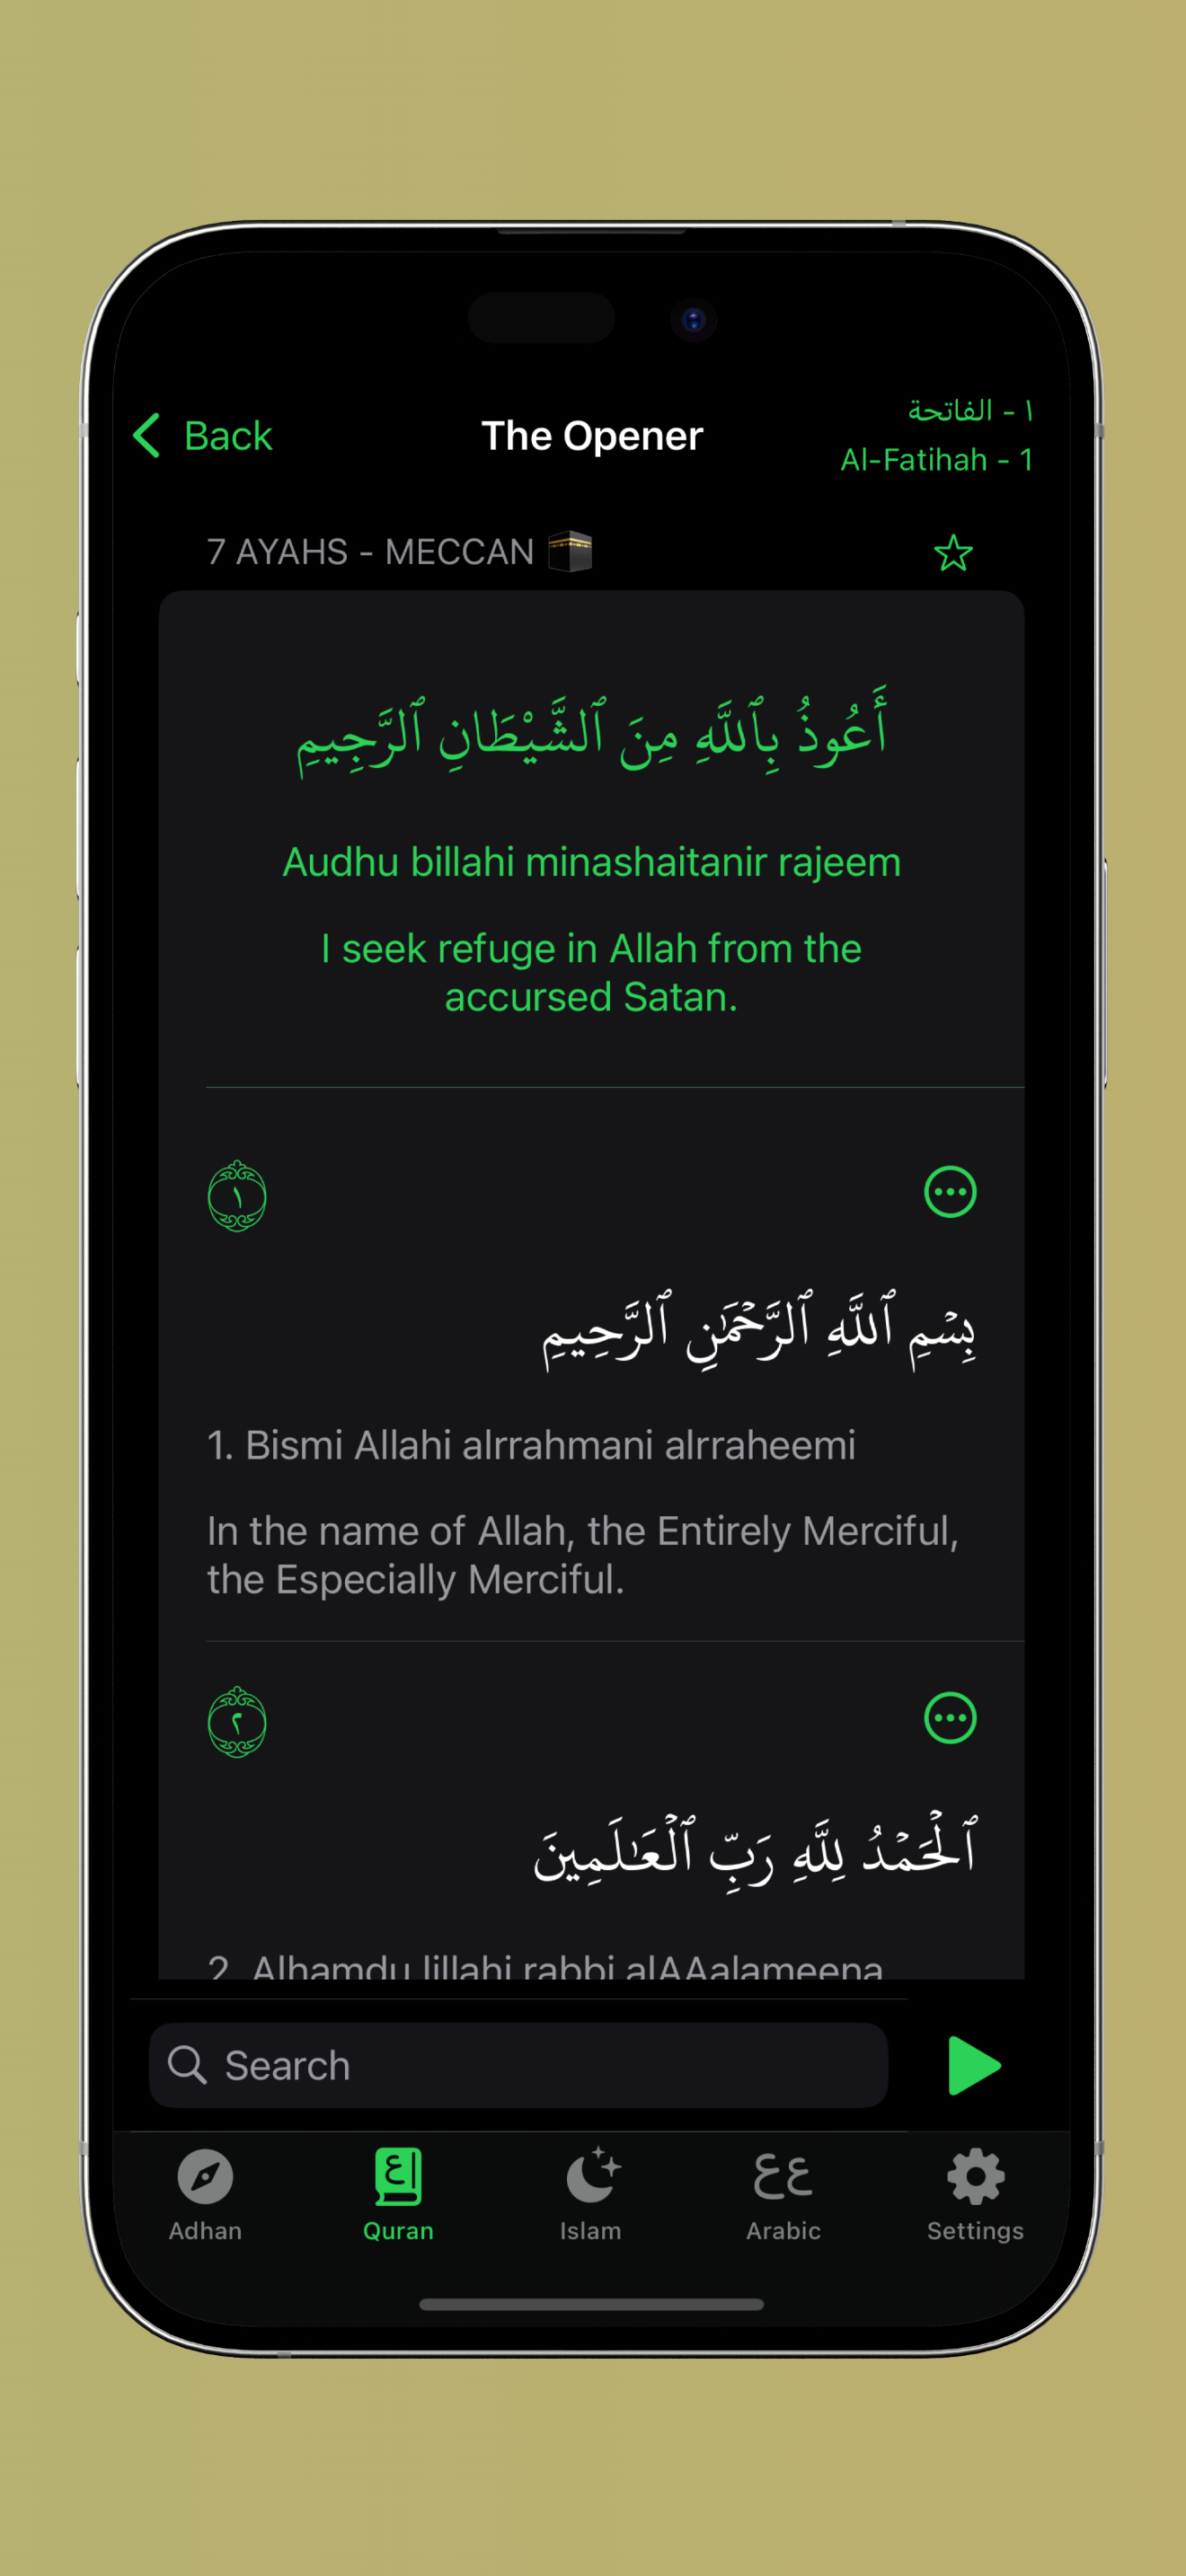 Back
The Opener
١ - الفاتحة
Al-Fatihah - 1
7 AYAHS - MECCAN
أَعُوذُ بِٱللَّهِ مِنَ ٱلشَّيْطَانِ ٱلرَّجِيمِ
Audhu billahi minashaitanir rajeem
I seek refuge in Allah from the
accursed Satan.
١
بِسۡمِ ٱللَّهِ ٱلرَّحۡمَٰنِ ٱلرَّحِيمِ
1. Bismi Allahi alrrahmani alrraheemi
In the name of Allah, the Entirely Merciful,
the Especially Merciful.
٢
ٱلۡحَمۡدُ لِلَّهِ رَبِّ ٱلۡعَٰلَمِينَ
2. Alhamdu lillahi rabbi alAAalameena
Search
Adhan
Quran
Islam
عع
Arabic
Settings